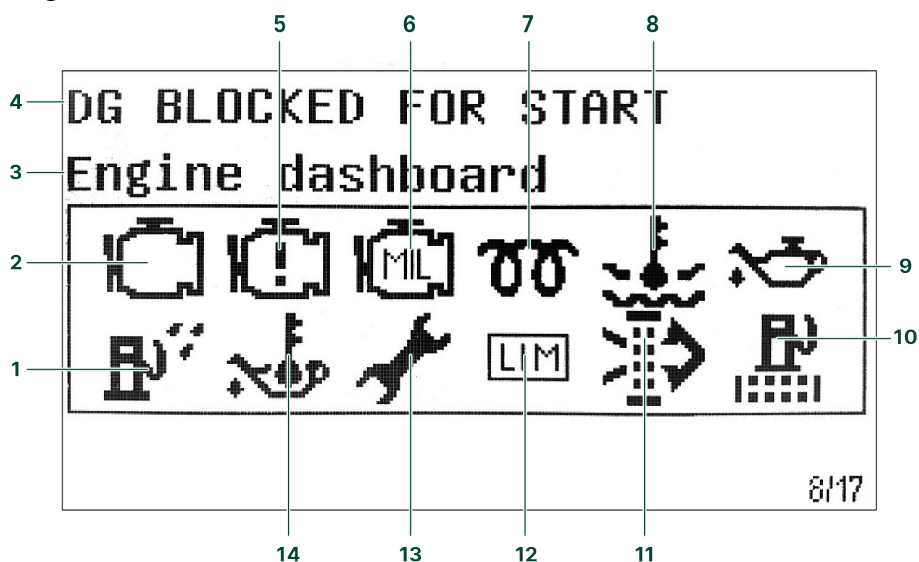 5 6 7 8
4 DG BLOCKED FOR START
3 Engine dashboard
2 MIL 9
1 LIM 10
8/17
14 13 12 11